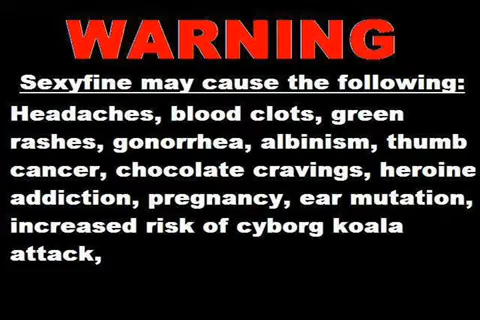 WARNING
Sexyfine may cause the following:
Headaches, blood clots, green
rashes, gonorrhea, albinism, thumb
cancer, chocolate cravings, heroine
addiction, pregnancy, ear mutation,
increased risk of cyborg koala
attack,